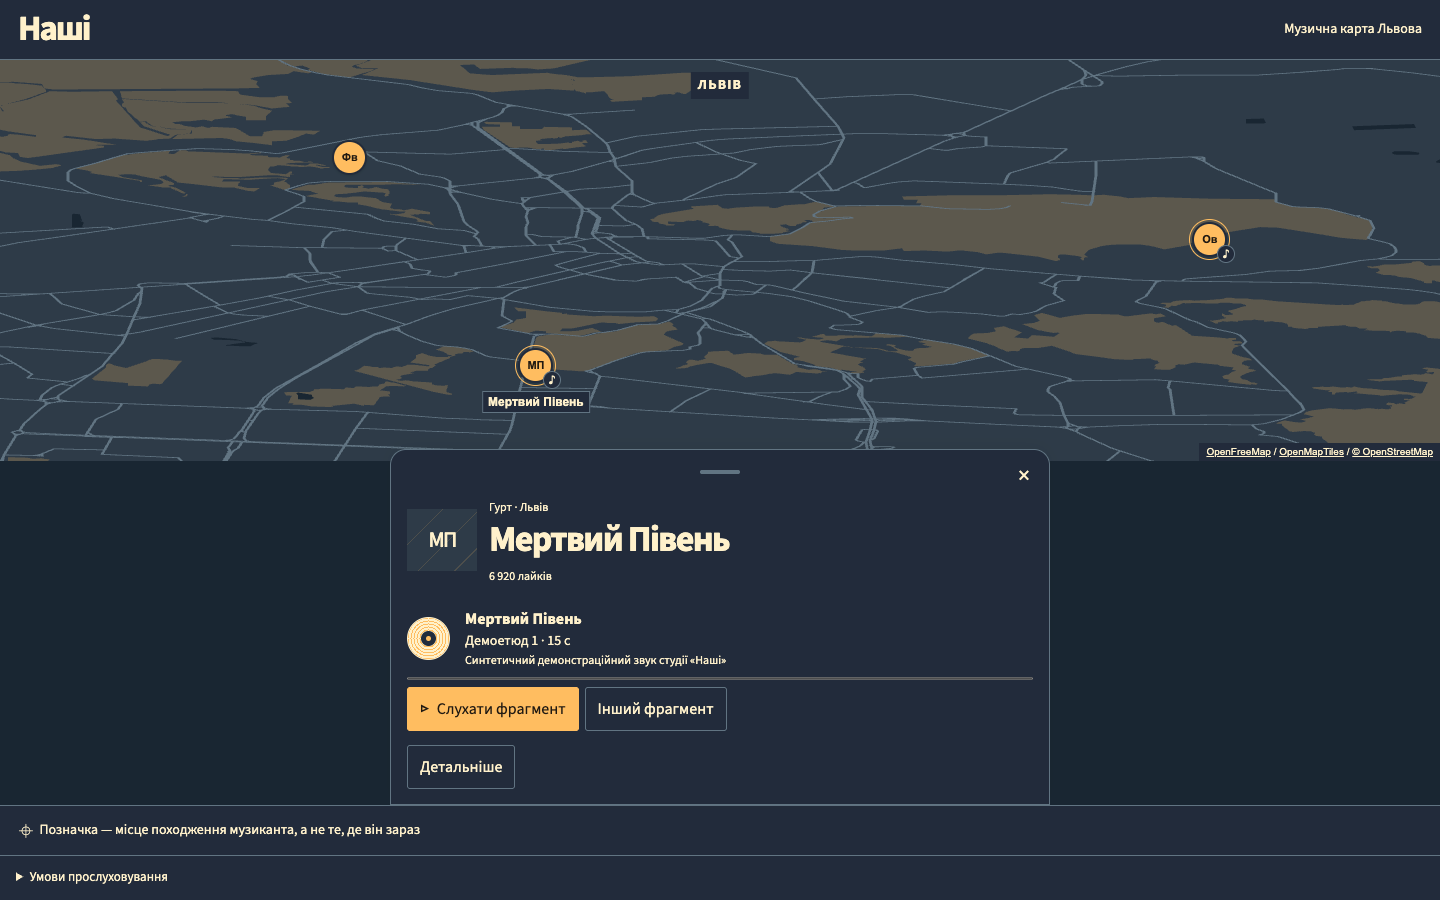 Наші
Музична карта Львова
ЛЬВІВ
Фв
Ов
МП
Мертвий Півень
OpenFreeMap / OpenMapTiles / © OpenStreetMap
Гурт · Львів
МП
Мертвий Півень
6 920 лайків
Мертвий Півень
Демоетюд 1 · 15 с
Синтетичний демонстраційний звук студії «Наші»
Слухати фрагмент
Інший фрагмент
Детальніше
Позначка — місце походження музиканта, а не те, де він зараз
Умови прослуховування